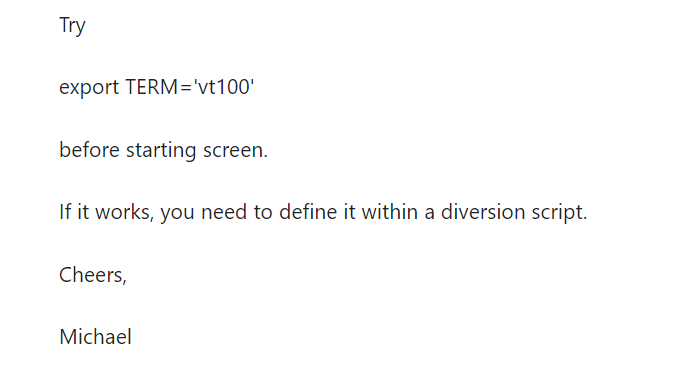 Try
export TERM='vt100'
before starting screen.
If it works, you need to define it within a diversion script.
Cheers,
Michael